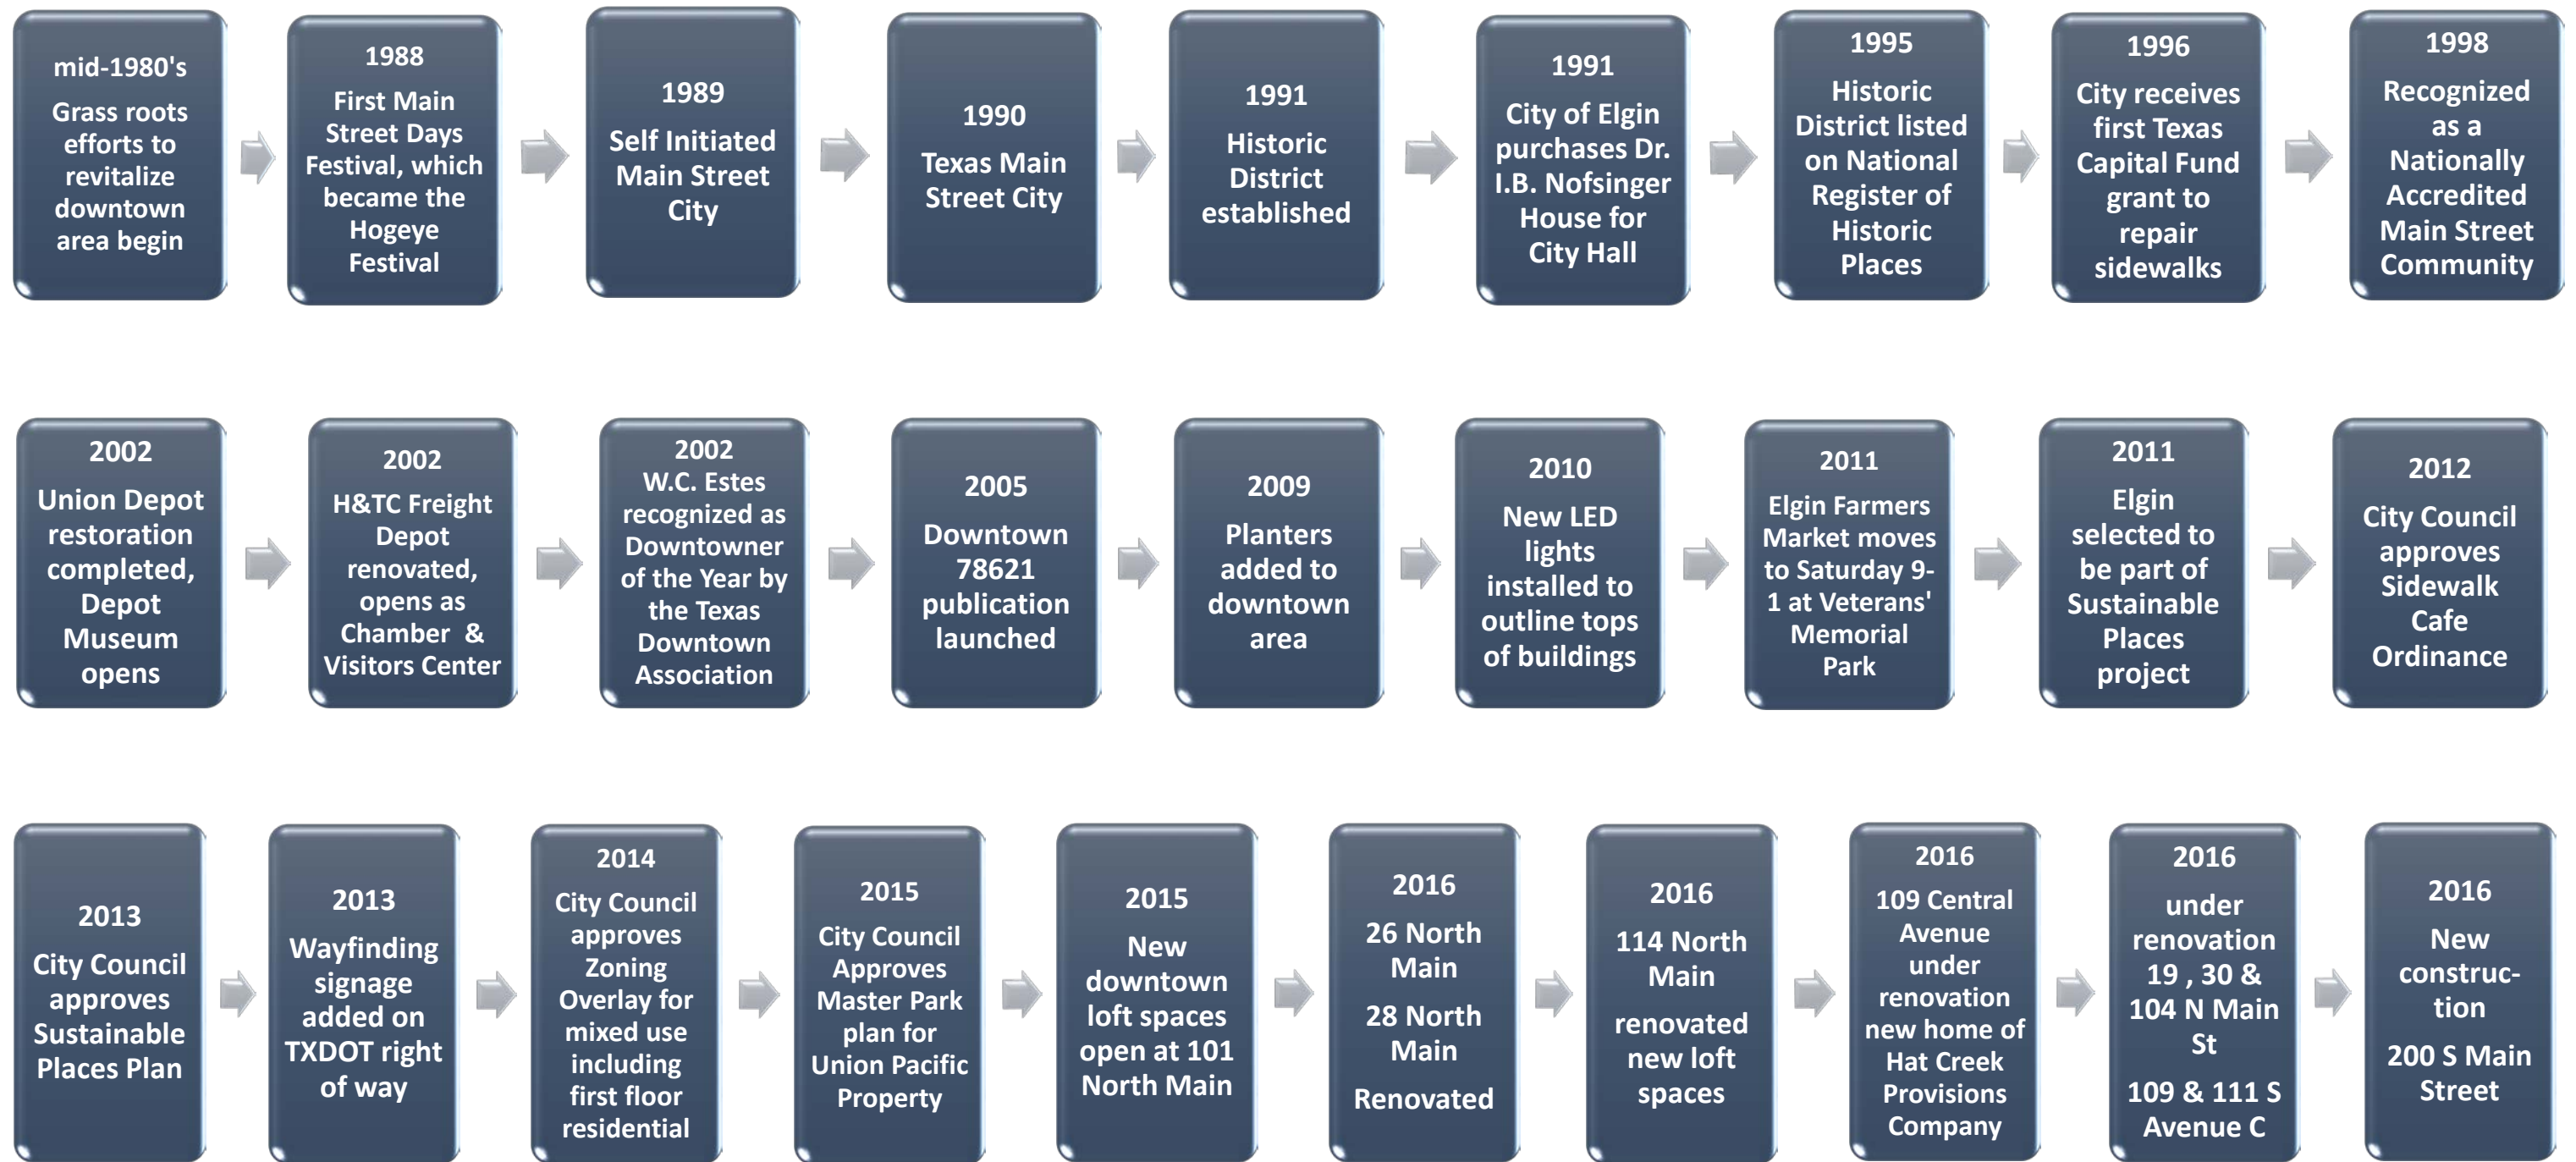 mid-1980's
Grass roots
efforts to
revitalize
downtown
area begin
1988
First Main
Street Days
Festival, which
became the
Hogeye
Festival
1989
Self Initiated
Main Street
City
1990
Texas Main
Street City
1991
Historic
District
established
1991
City of Elgin
purchases Dr.
I.B. Nofsinger
House for
City Hall
1995
Historic
District listed
on National
Register of
Historic
Places
1996
City receives
first Texas
Capital Fund
grant to
repair
sidewalks
1998
Recognized
as a
Nationally
Accredited
Main Street
Community
2002
Union Depot
restoration
completed,
Depot
Museum
opens
2002
H&TC Freight
Depot
renovated,
opens as
Chamber &
Visitors Center
2002
W.C. Estes
recognized as
Downtowner
of the Year by
the Texas
Downtown
Association
2005
Downtown
78621
publication
launched
2009
Planters
added to
downtown
area
2010
New LED
lights
installed to
outline tops
of buildings
2011
Elgin Farmers
Market moves
to Saturday 9-
1 at Veterans'
Memorial
Park
2011
Elgin
selected to
be part of
Sustainable
Places
project
2012
City Council
approves
Sidewalk
Cafe
Ordinance
2013
City Council
approves
Sustainable
Places Plan
2013
Wayfinding
signage
added on
TXDOT right
of way
2014
City Council
approves
Zoning
Overlay for
mixed use
including
first floor
residential
2015
City Council
Approves
Master Park
plan for
Union Pacific
Property
2015
New
downtown
loft spaces
open at 101
North Main
2016
26 North
Main
28 North
Main
Renovated
2016
114 North
Main
renovated
new loft
spaces
2016
109 Central
Avenue
under
renovation
new home of
Hat Creek
Provisions
Company
2016
under
renovation
19 , 30 &
104 N Main
St
109 & 111 S
Avenue C
2016
New
construc-
tion
200 S Main
Street